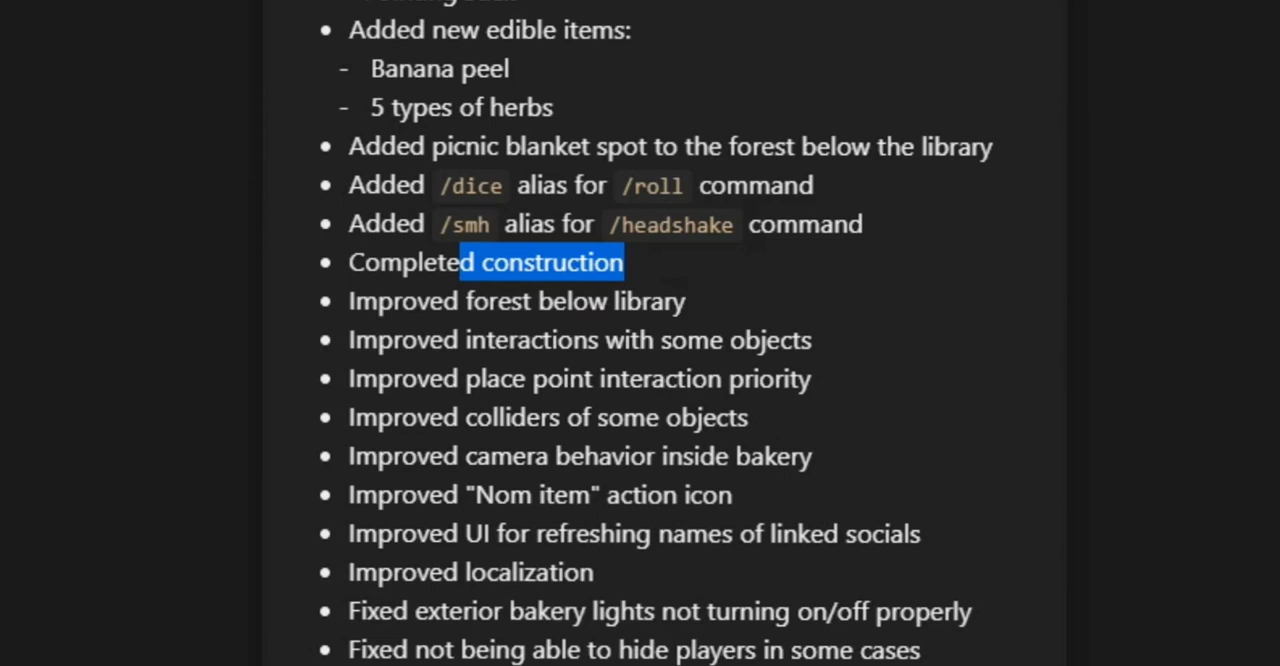 • Added new edible items:
- Banana peel
- 5 types of herbs
• Added picnic blanket spot to the forest below the library
• Added /dice alias for /roll command
• Added /smh alias for /headshake command
• Completed construction
• Improved forest below library
• Improved interactions with some objects
• Improved place point interaction priority
• Improved colliders of some objects
• Improved camera behavior inside bakery
• Improved "Nom item" action icon
• Improved UI for refreshing names of linked socials
• Improved localization
• Fixed exterior bakery lights not turning on/off properly
• Fixed not being able to hide players in some cases